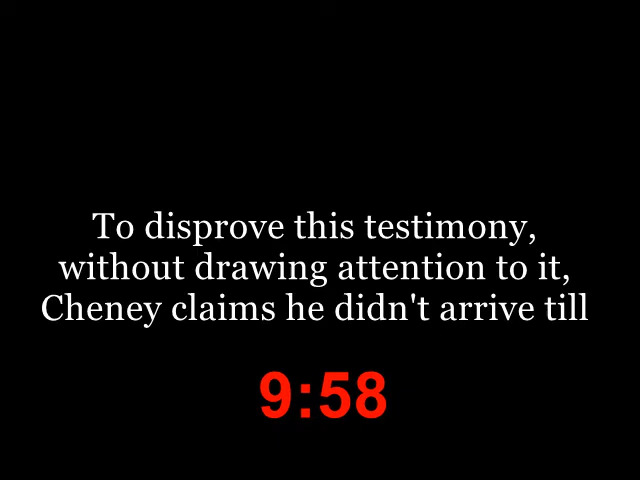 To disprove this testimony,
without drawing attention to it,
Cheney claims he didn't arrive till
9:58